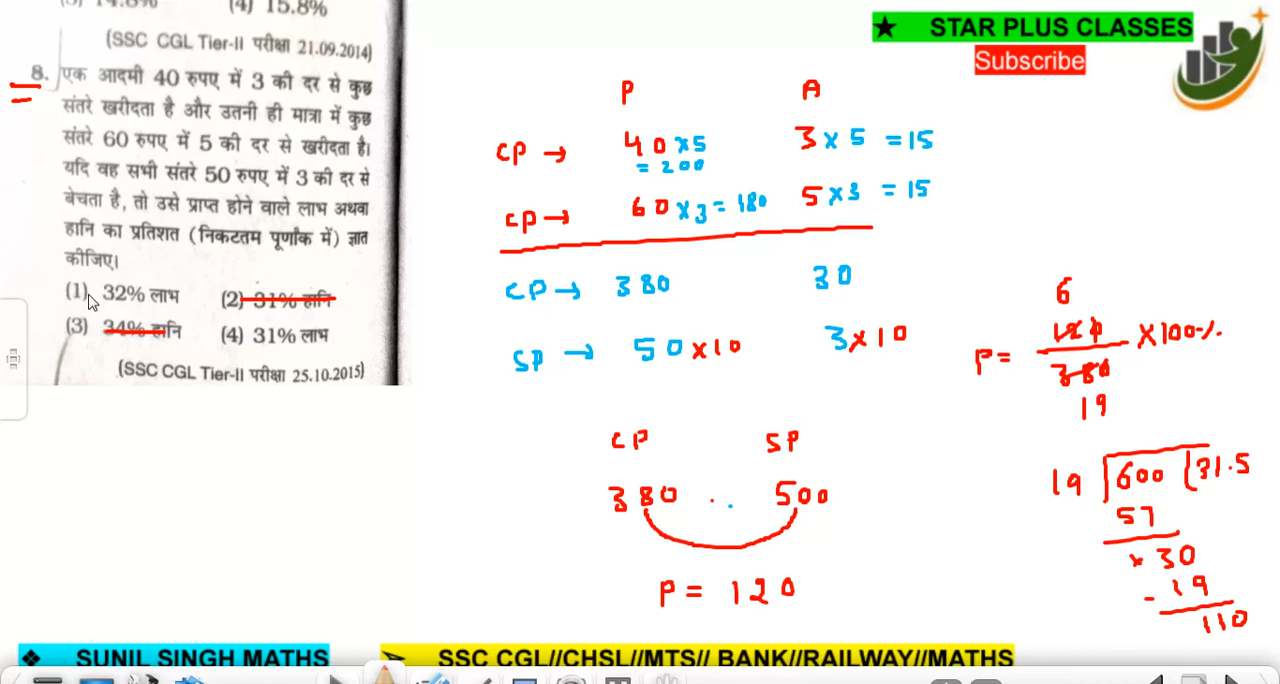 (4) 15.8%
(SSC CGL Tier-II परीक्षा 21.09.2014)
8. एक आदमी 40 रुपए में 3 की दर से कुछ
संतरे खरीदता है और उतनी ही मात्रा में कुछ
संतरे 60 रुपए में 5 की दर से खरीदता है।
यदि वह सभी संतरे 50 रुपए में 3 की दर से
बेचता है, तो उसे प्राप्त होने वाले लाभ अथवा
हानि का प्रतिशत (निकटतम पूर्णांक में) ज्ञात
कीजिए।
(1) 32% लाभ (2) 31% हानि
(3) 34% हानि (4) 31% लाभ
(SSC CGL Tier-II परीक्षा 25.10.2015)
★ STAR PLUS CLASSES
Subscribe
P A
CP → 40 × 5 3 × 5 = 15
= 200
CP → 60 × 3 = 180 5 × 3 = 15
CP → 380 30
SP → 50 × 10 3 × 10
CP SP
380 500
P = 120
6
P = 120 × 100%
380
19
19 600 31.5
57
× 30
- 19
110
❖ SUNIL SINGH MATHS
➢ SSC CGL//CHSL//MTS// BANK//RAILWAY//MATHS